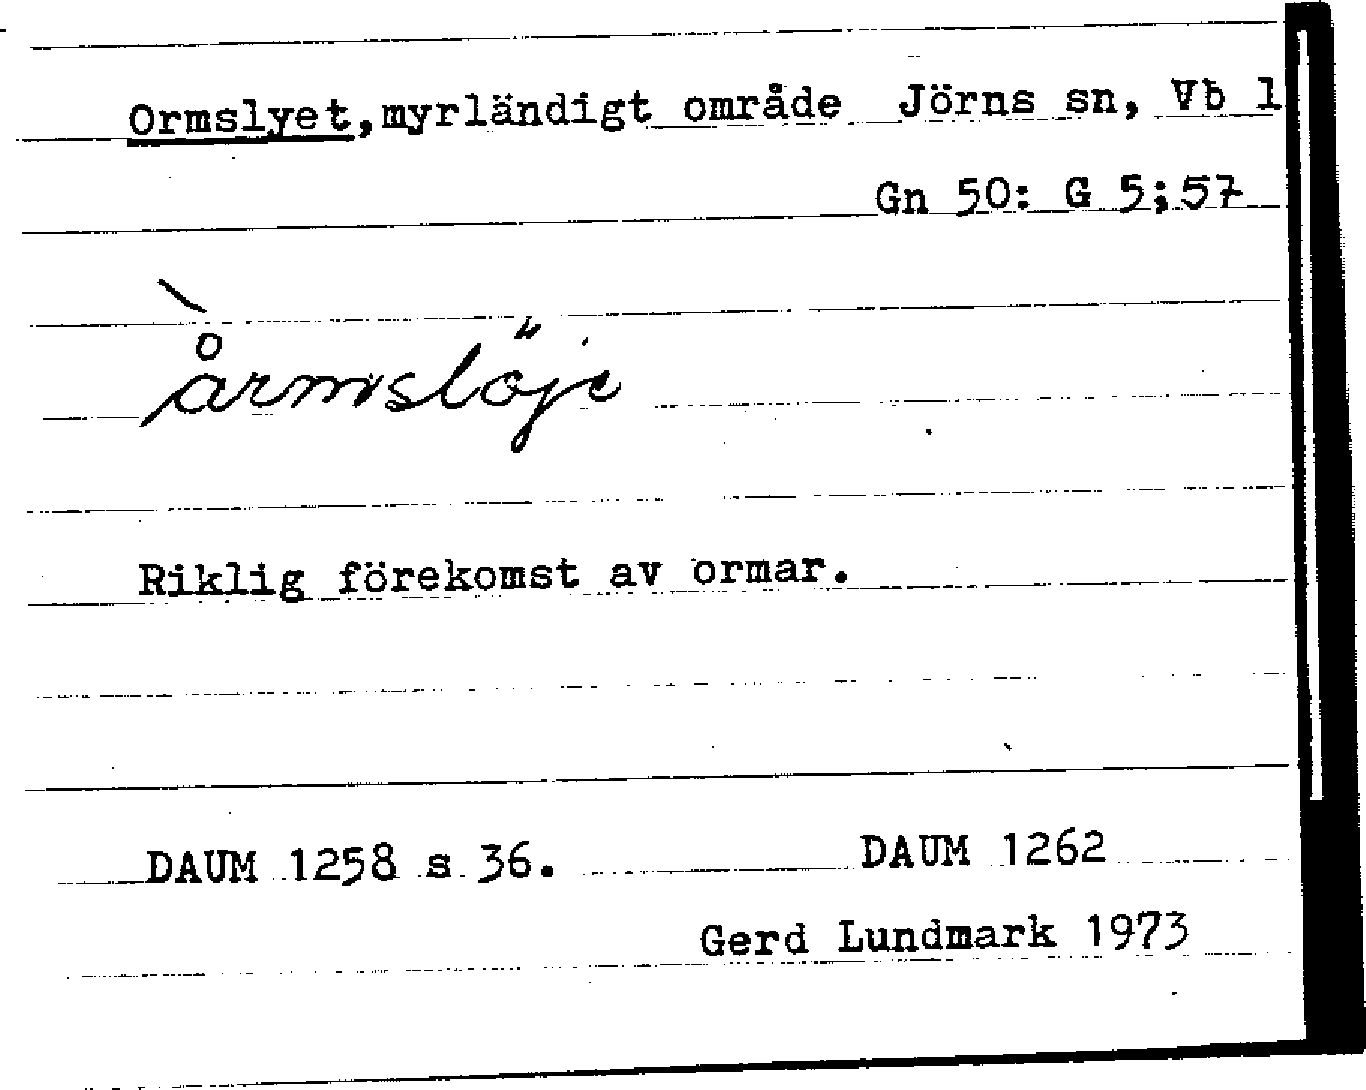 Ormslyet, myrländigt område Jörns sn, Vb l
Gn 50: G 5;57
å̀rmslöje
Riklig förekomst av ormar.
DAUM 1258 s 36. DAUM 1262
Gerd Lundmark 1973